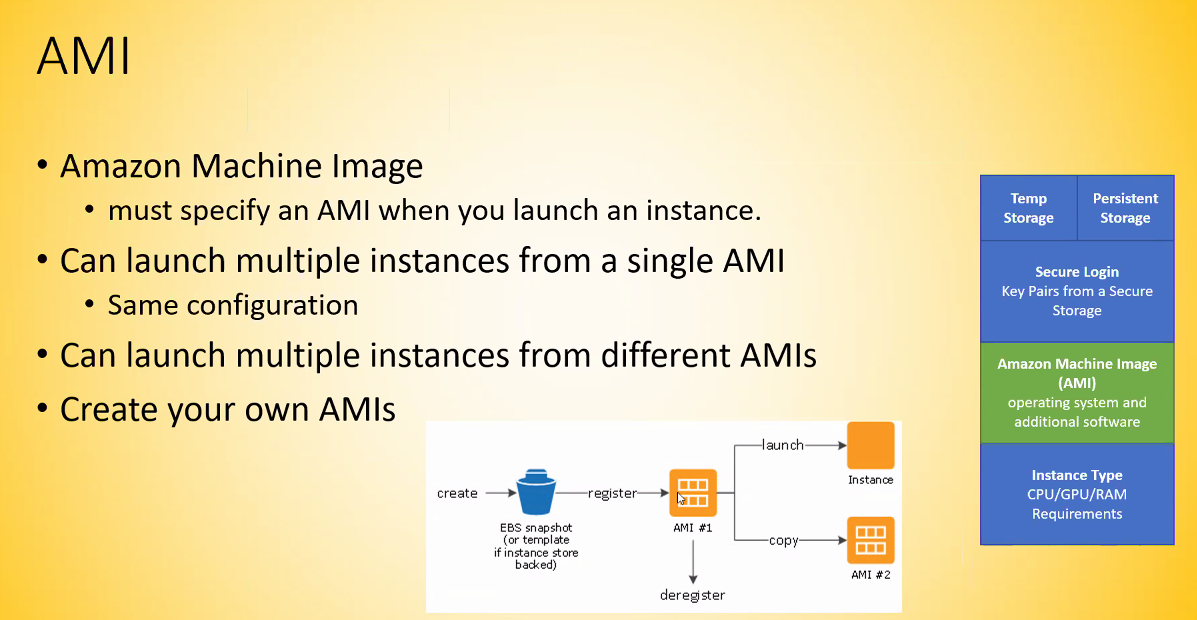 AMI
• Amazon Machine Image
• must specify an AMI when you launch an instance.
• Can launch multiple instances from a single AMI
• Same configuration
• Can launch multiple instances from different AMIs
• Create your own AMIs
create
EBS snapshot
(or template
if instance store
backed)
register
AMI #1
deregister
launch
Instance
copy
AMI #2
Temp
Storage
Persistent
Storage
Secure Login
Key Pairs from a Secure
Storage
Amazon Machine Image
(AMI)
operating system and
additional software
Instance Type
CPU/GPU/RAM
Requirements